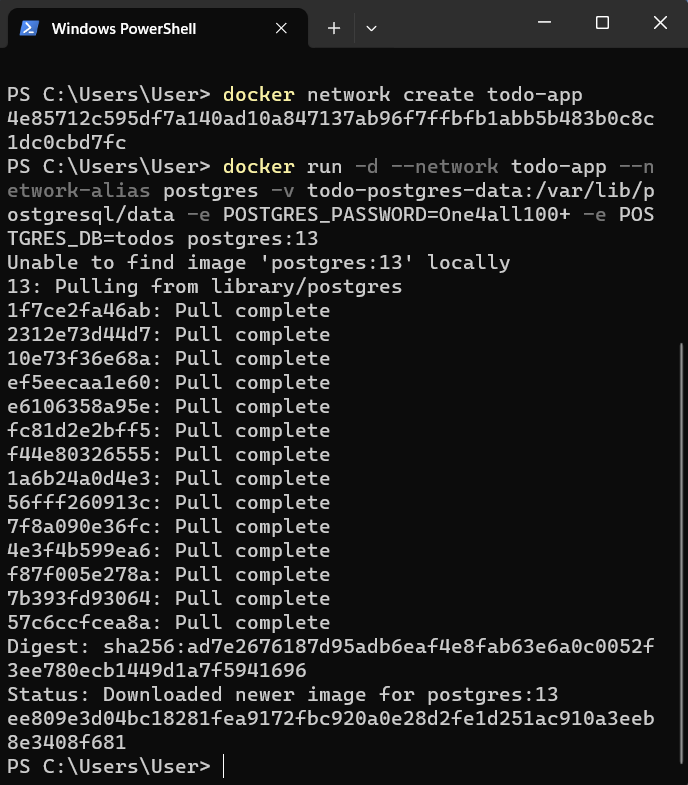 Windows PowerShell
PS C:\Users\User> docker network create todo-app
4e85712c595df7a140ad10a847137ab96f7ffbfb1abb5b483b0c8c
1dc0cbd7fc
PS C:\Users\User> docker run -d --network todo-app --n
etwork-alias postgres -v todo-postgres-data:/var/lib/p
ostgresql/data -e POSTGRES_PASSWORD=One4all100+ -e POS
TGRES_DB=todos postgres:13
Unable to find image 'postgres:13' locally
13: Pulling from library/postgres
1f7ce2fa46ab: Pull complete
2312e73d44d7: Pull complete
10e73f36e68a: Pull complete
ef5eecaa1e60: Pull complete
e6106358a95e: Pull complete
fc81d2e2bff5: Pull complete
f44e80326555: Pull complete
1a6b24a0d4e3: Pull complete
56fff260913c: Pull complete
7f8a090e36fc: Pull complete
4e3f4b599ea6: Pull complete
f87f005e278a: Pull complete
7b393fd93064: Pull complete
57c6ccfcea8a: Pull complete
Digest: sha256:ad7e2676187d95adb6eaf4e8fab63e6a0c0052f
3ee780ecb1449d1a7f5941696
Status: Downloaded newer image for postgres:13
ee809e3d04bc18281fea9172fbc920a0e28d2fe1d251ac910a3eeb
8e3408f681
PS C:\Users\User>